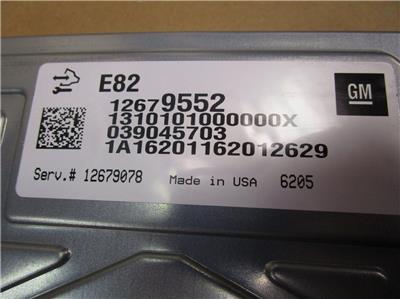 E82
GM
12679552
1310101000000X
039045703
1A16201162012629
Serv.# 12679078 Made in USA 6205